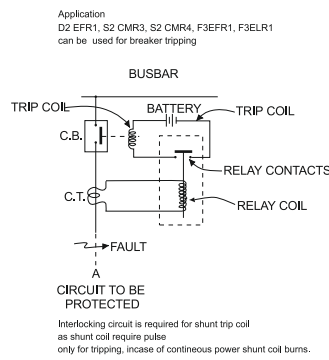 Application
D2 EFR1, S2 CMR3, S2 CMR4, F3EFR1, F3ELR1
can be used for breaker tripping
BUSBAR
TRIP COIL
BATTERY
TRIP COIL
C.B.
RELAY CONTACTS
C.T.
RELAY COIL
FAULT
A
CIRCUIT TO BE
PROTECTED
Interlocking circuit is required for shunt trip coil
as shunt coil require pulse
only for tripping, incase of contineous power shunt coil burns.